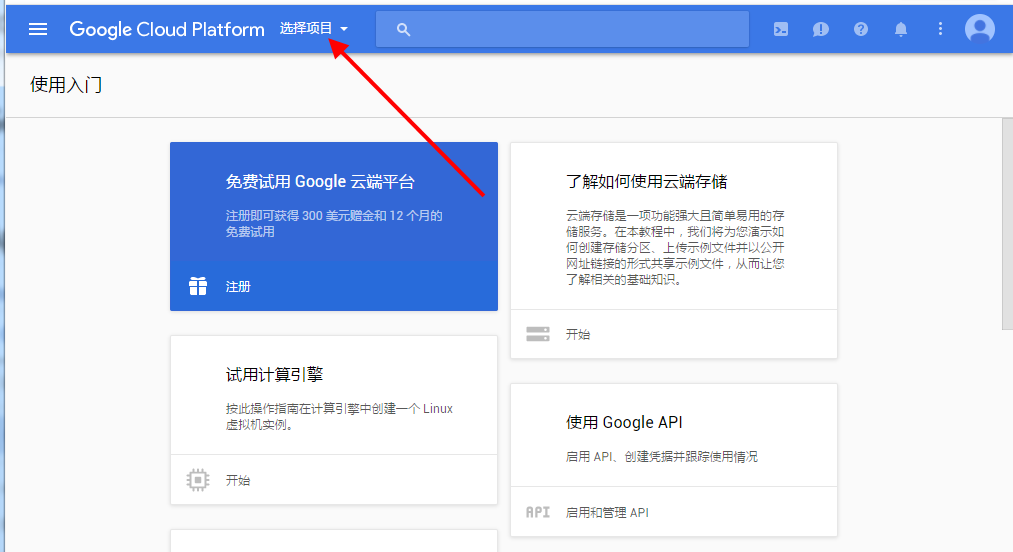 Google Cloud Platform 选择项目
使用入门
免费试用 Google 云端平台
注册即可获得 300 美元赠金和 12 个月的
免费试用
注册
了解如何使用云端存储
云端存储是一项功能强大且简单易用的存
储服务。在本教程中，我们将为您演示如
何创建存储分区、上传示例文件并以公开
网址链接的形式共享示例文件，从而让您
了解相关的基础知识。
开始
试用计算引擎
按此操作指南在计算引擎中创建一个 Linux
虚拟机实例。
开始
使用 Google API
启用 API、创建凭据并跟踪使用情况
API 启用和管理 API